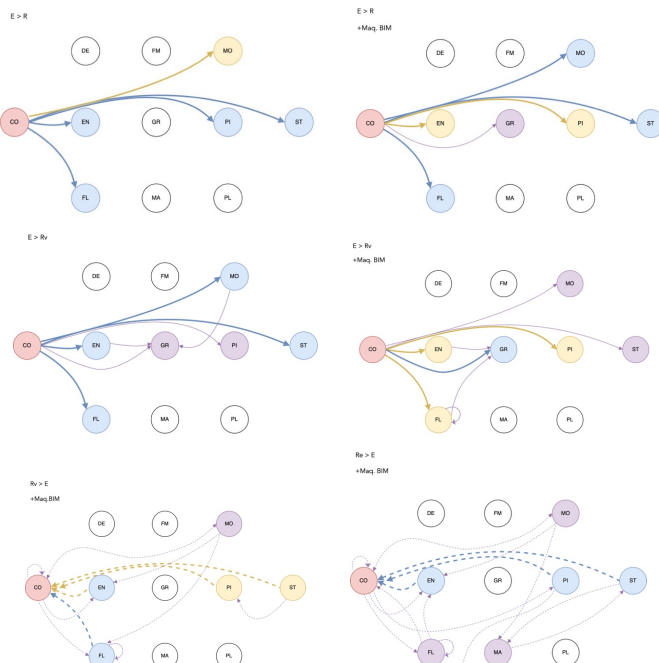 E > R
DE
FM
MO
CO
EN
GR
PI
ST
FL
MA
PL
E > R
+Maq. BIM
DE
FM
MO
CO
EN
GR
PI
ST
FL
MA
PL
E > Rv
DE
FM
MO
CO
EN
GR
PI
ST
FL
MA
PL
E > Rv
+Maq. BIM
DE
FM
MO
CO
EN
GR
PI
ST
FL
MA
PL
Rv > E
+Maq.BIM
DE
FM
MO
CO
EN
GR
PI
ST
FL
MA
PL
Re > E
+Maq. BIM
DE
FM
MO
CO
EN
GR
PI
ST
FL
MA
PL